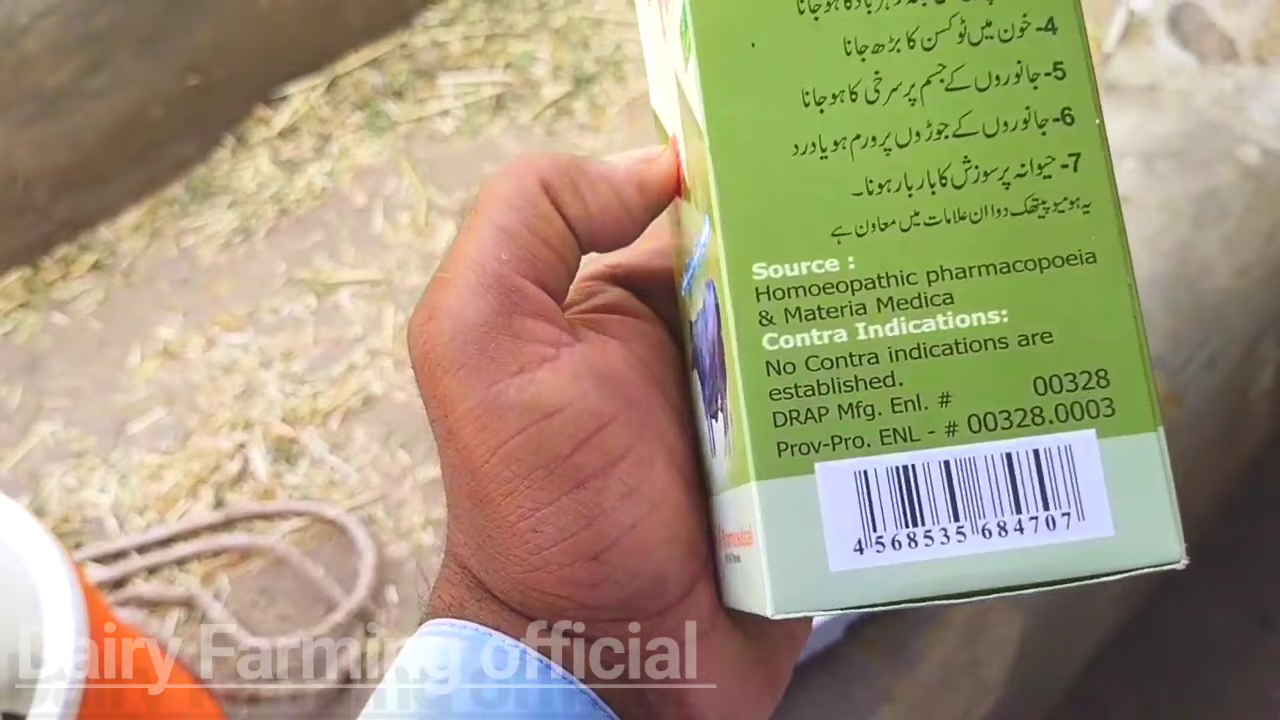 4- خون میں ٹوکسن کا بڑھ جانا
5- جانوروں کے جسم پر سرخی کا ہو جانا
6- جانوروں کے جوڑوں پر ورم ہو یا درد
7- حیوانہ پر سوزش کا بار بار ہونا۔
یہ ہومیوپیتھک دوا ان علامات میں معاون ہے
Source :
Homoeopathic pharmacopoeia
& Materia Medica
Contra Indications:
No Contra indications are
established.
DRAP Mfg. Enl. # 00328
Prov-Pro. ENL - # 00328.0003
4 568535 684707
Dairy Farming official